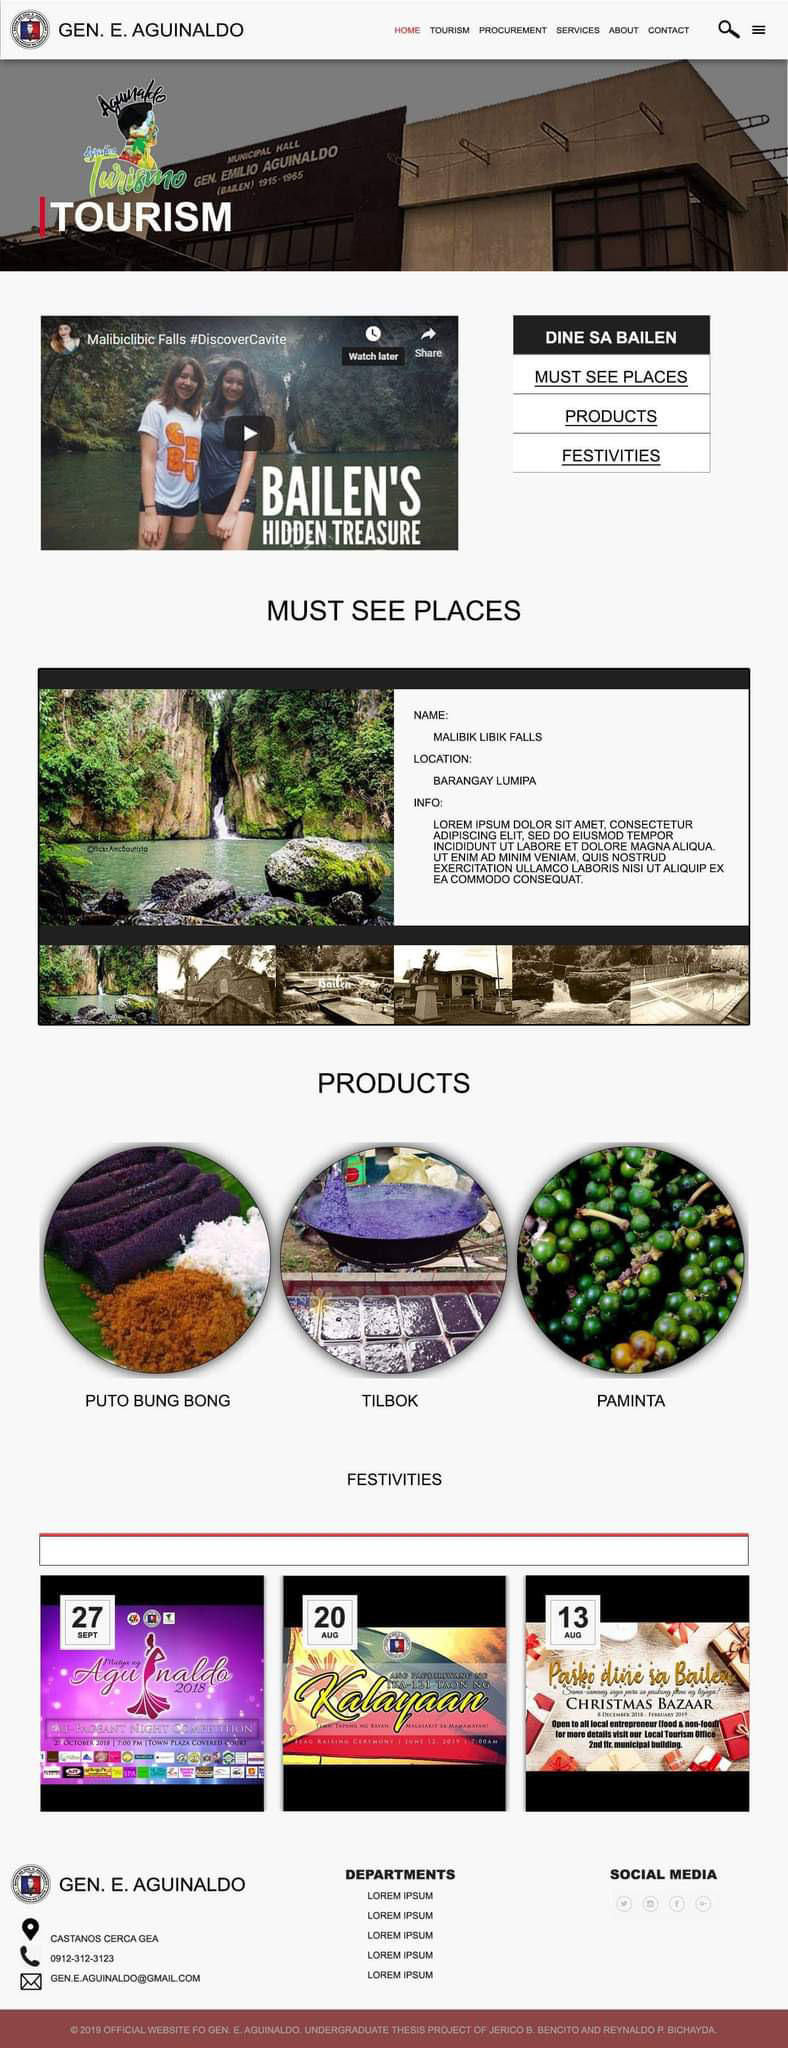 GEN. E. AGUINALDO
HOME TOURISM PROCUREMENT SERVICES ABOUT CONTACT
Aguinaldo
Turismo
MUNICIPAL HALL
GEN. EMILIO AGUINALDO
(BAILEN) 1915-1965
TOURISM
Malibiclibic Falls #DiscoverCavite
Watch later
Share
CEBU
BAILEN'S
HIDDEN TREASURE
DINE SA BAILEN
MUST SEE PLACES
PRODUCTS
FESTIVITIES
MUST SEE PLACES
NAME:
MALIBIK LIBIK FALLS
LOCATION:
BARANGAY LUMIPA
INFO:
LOREM IPSUM DOLOR SIT AMET, CONSECTETUR
ADIPISCING ELIT, SED DO EIUSMOD TEMPOR
INCIDIDUNT UT LABORE ET DOLORE MAGNA ALIQUA.
UT ENIM AD MINIM VENIAM, QUIS NOSTRUD
EXERCITATION ULLAMCO LABORIS NISI UT ALIQUIP EX
EA COMMODO CONSEQUAT.
Bailen
PRODUCTS
PUTO BUNG BONG
TILBOK
PAMINTA
FESTIVITIES
27
SEPT
Mutya ng
Aguinaldo
2018
PRE-PAGEANT NIGHT COMPETITION
OCTOBER 2018 | 7:00 PM | TOWN PLAZA COVERED COURT
20
AUG
ANG PAGDIRIWANG NG
IKA-121 TAON NG
Kalayaan
FLAG RAISING CEREMONY | JUNE 12, 2019 | 7:00AM
13
AUG
Pasko dine sa Bailen
CHRISTMAS BAZAAR
8 DECEMBER 2018 - FEBRUARY 2019
Open to all local entrepreneur (food & non-food)
for more details visit our Local Tourism Office
2nd flr. municipal building.
GEN. E. AGUINALDO
CASTANOS CERCA GEA
0912-312-3123
GEN.E.AGUINALDO@GMAIL.COM
DEPARTMENTS
LOREM IPSUM
LOREM IPSUM
LOREM IPSUM
LOREM IPSUM
LOREM IPSUM
SOCIAL MEDIA
© 2019 OFFICIAL WEBSITE FO GEN. E. AGUINALDO. UNDERGRADUATE THESIS PROJECT OF JERICO B. BENCITO AND REYNALDO P. BICHAYDA.